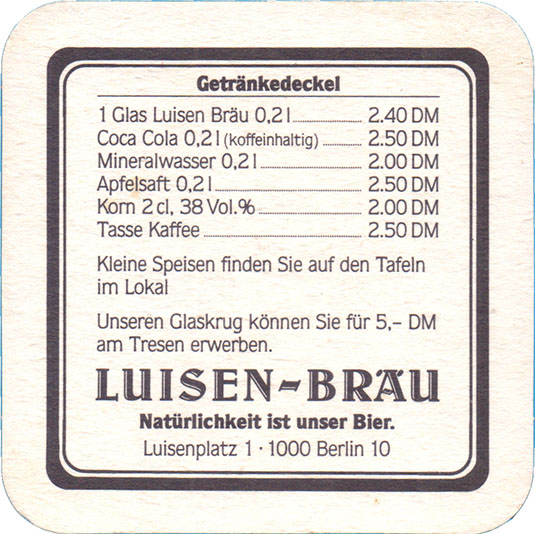 Getränkedeckel
1 Glas Luisen Bräu 0,2 l 2.40 DM
Coca Cola 0,2 l (koffeinhaltig) 2.50 DM
Mineralwasser 0,2 l 2.00 DM
Apfelsaft 0,2 l 2.50 DM
Korn 2 cl, 38 Vol.% 2.00 DM
Tasse Kaffee 2.50 DM
Kleine Speisen finden Sie auf den Tafeln
im Lokal
Unseren Glaskrug können Sie für 5,– DM
am Tresen erwerben.
LUISEN-BRÄU
Natürlichkeit ist unser Bier.
Luisenplatz 1 · 1000 Berlin 10